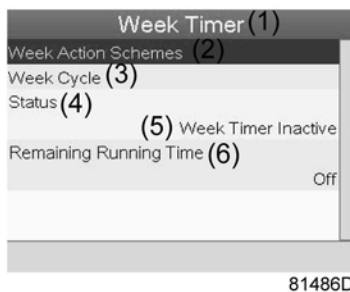 Week Timer (1)
Week Action Schemes (2)
Week Cycle (3)
Status (4)
(5) Week Timer Inactive
Remaining Running Time (6)
Off
81486D